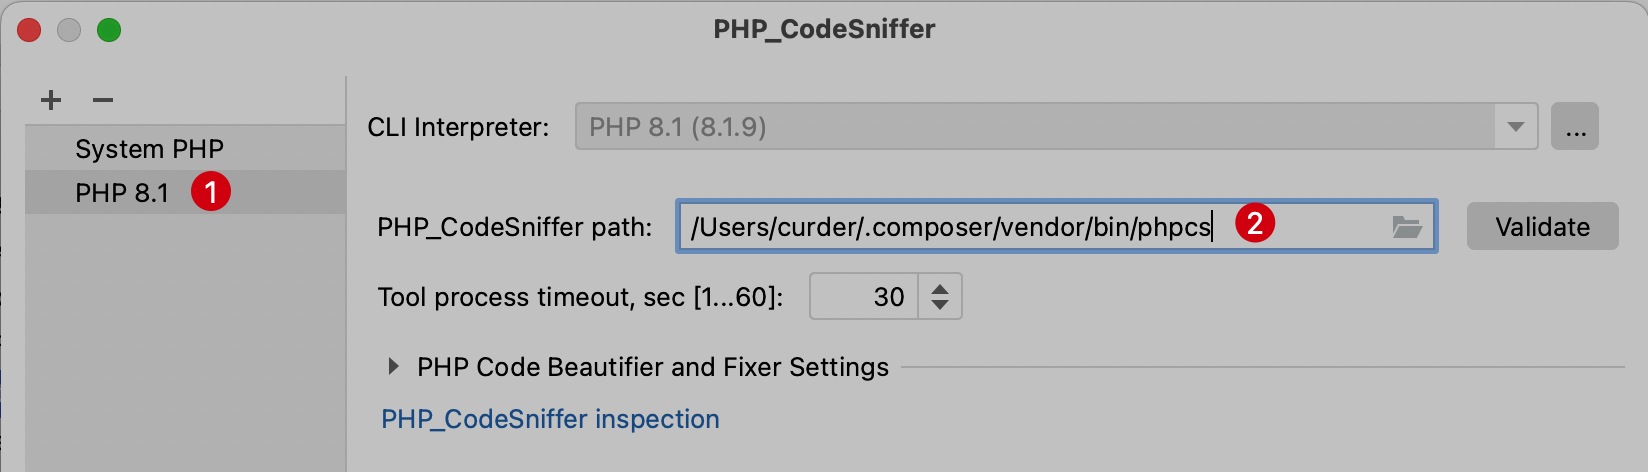 PHP_CodeSniffer
+ −
System PHP
PHP 8.1 1
CLI Interpreter: PHP 8.1 (8.1.9) ...
PHP_CodeSniffer path: /Users/curder/.composer/vendor/bin/phpcs 2 Validate
Tool process timeout, sec [1...60]: 30
PHP Code Beautifier and Fixer Settings
PHP_CodeSniffer inspection